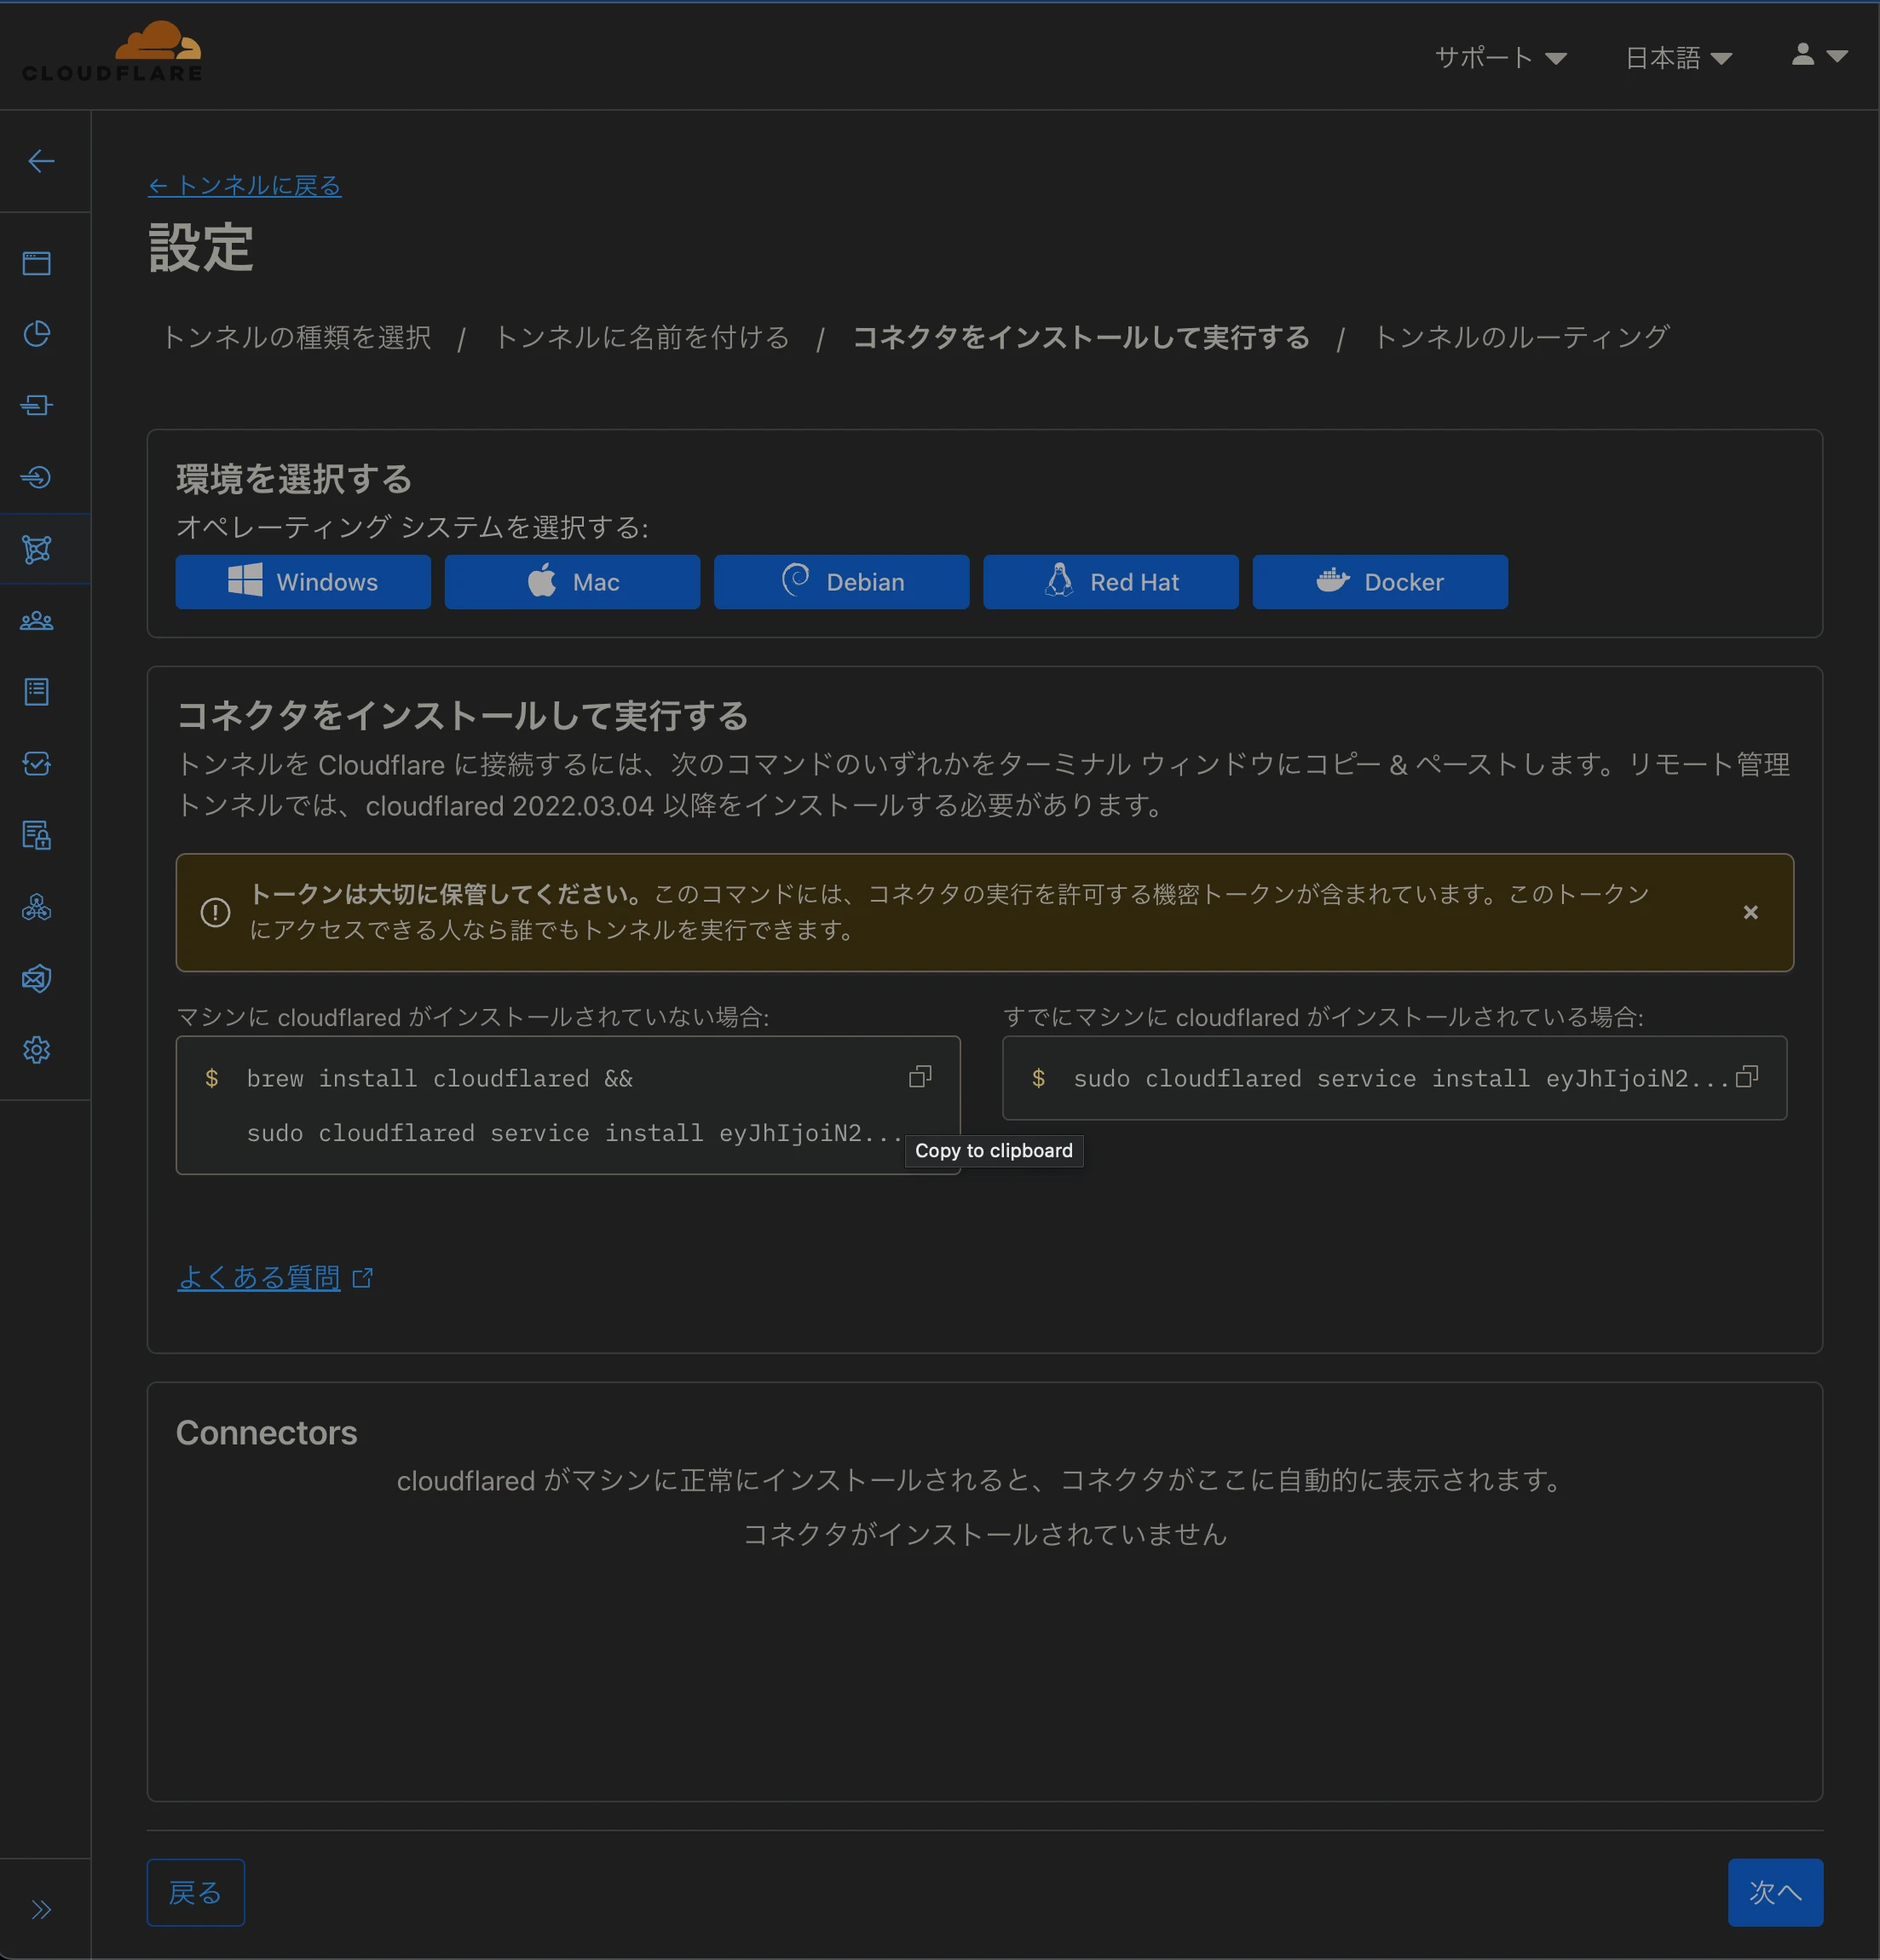 CLOUDFLARE
サポート
日本語
← トンネルに戻る
設定
トンネルの種類を選択 / トンネルに名前を付ける / コネクタをインストールして実行する / トンネルのルーティング
環境を選択する
オペレーティング システムを選択する:
Windows
Mac
Debian
Red Hat
Docker
コネクタをインストールして実行する
トンネルを Cloudflare に接続するには、次のコマンドのいずれかをターミナル ウィンドウにコピー & ペーストします。リモート管理
トンネルでは、cloudflared 2022.03.04 以降をインストールする必要があります。
トークンは大切に保管してください。このコマンドには、コネクタの実行を許可する機密トークンが含まれています。このトークン
にアクセスできる人なら誰でもトンネルを実行できます。
マシンに cloudflared がインストールされていない場合:
$ brew install cloudflared &&
sudo cloudflared service install eyJhIjoiN2...
Copy to clipboard
すでにマシンに cloudflared がインストールされている場合:
$ sudo cloudflared service install eyJhIjoiN2...
よくある質問
Connectors
cloudflared がマシンに正常にインストールされると、コネクタがここに自動的に表示されます。
コネクタがインストールされていません
戻る
次へ